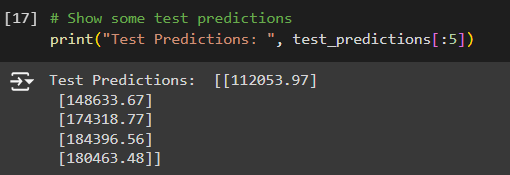 [17] # Show some test predictions
print("Test Predictions: ", test_predictions[:5])
Test Predictions:  [[112053.97]
 [148633.67]
 [174318.77]
 [184396.56]
 [180463.48]]